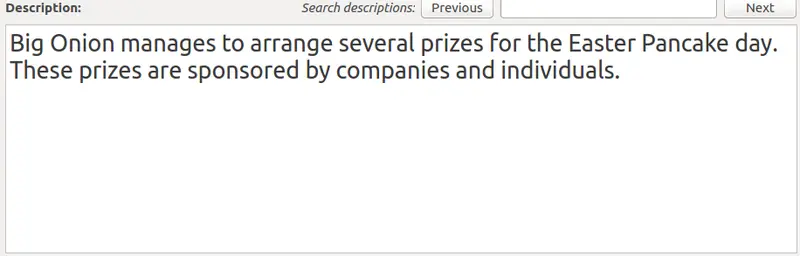 Description: Search descriptions: Previous Next
Big Onion manages to arrange several prizes for the Easter Pancake day.
These prizes are sponsored by companies and individuals.